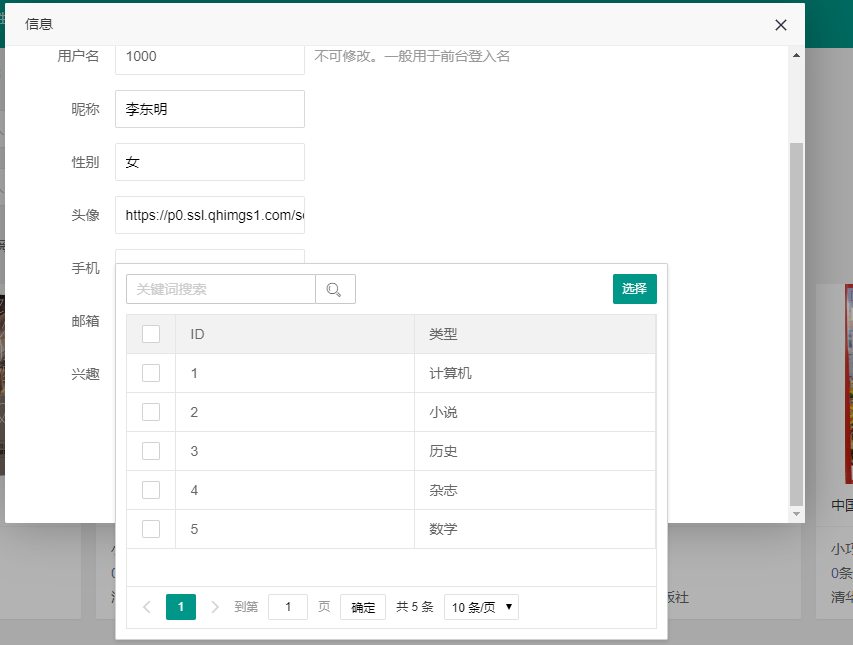 信息
用户名 1000 不可修改。一般用于前台登入名
昵称 李东明
性别 女
头像 https://p0.ssl.qhimgs1.com/s
手机
关键词搜索 选择
邮箱
ID 类型
兴趣
1 计算机
2 小说
3 历史
4 杂志
5 数学
1 到第 1 页 确定 共 5 条 10 条/页
中国
小巧
0条
版社
清华